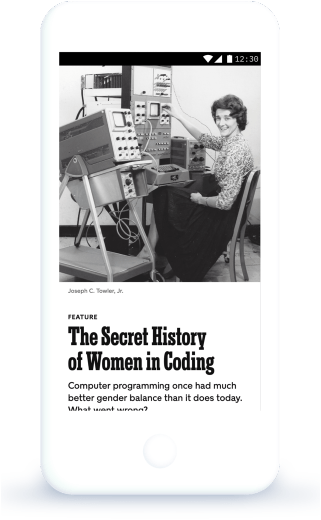 12:30
Joseph C. Towler, Jr.
FEATURE
The Secret History
of Women in Coding
Computer programming once had much
better gender balance than it does today.
What went wrong?